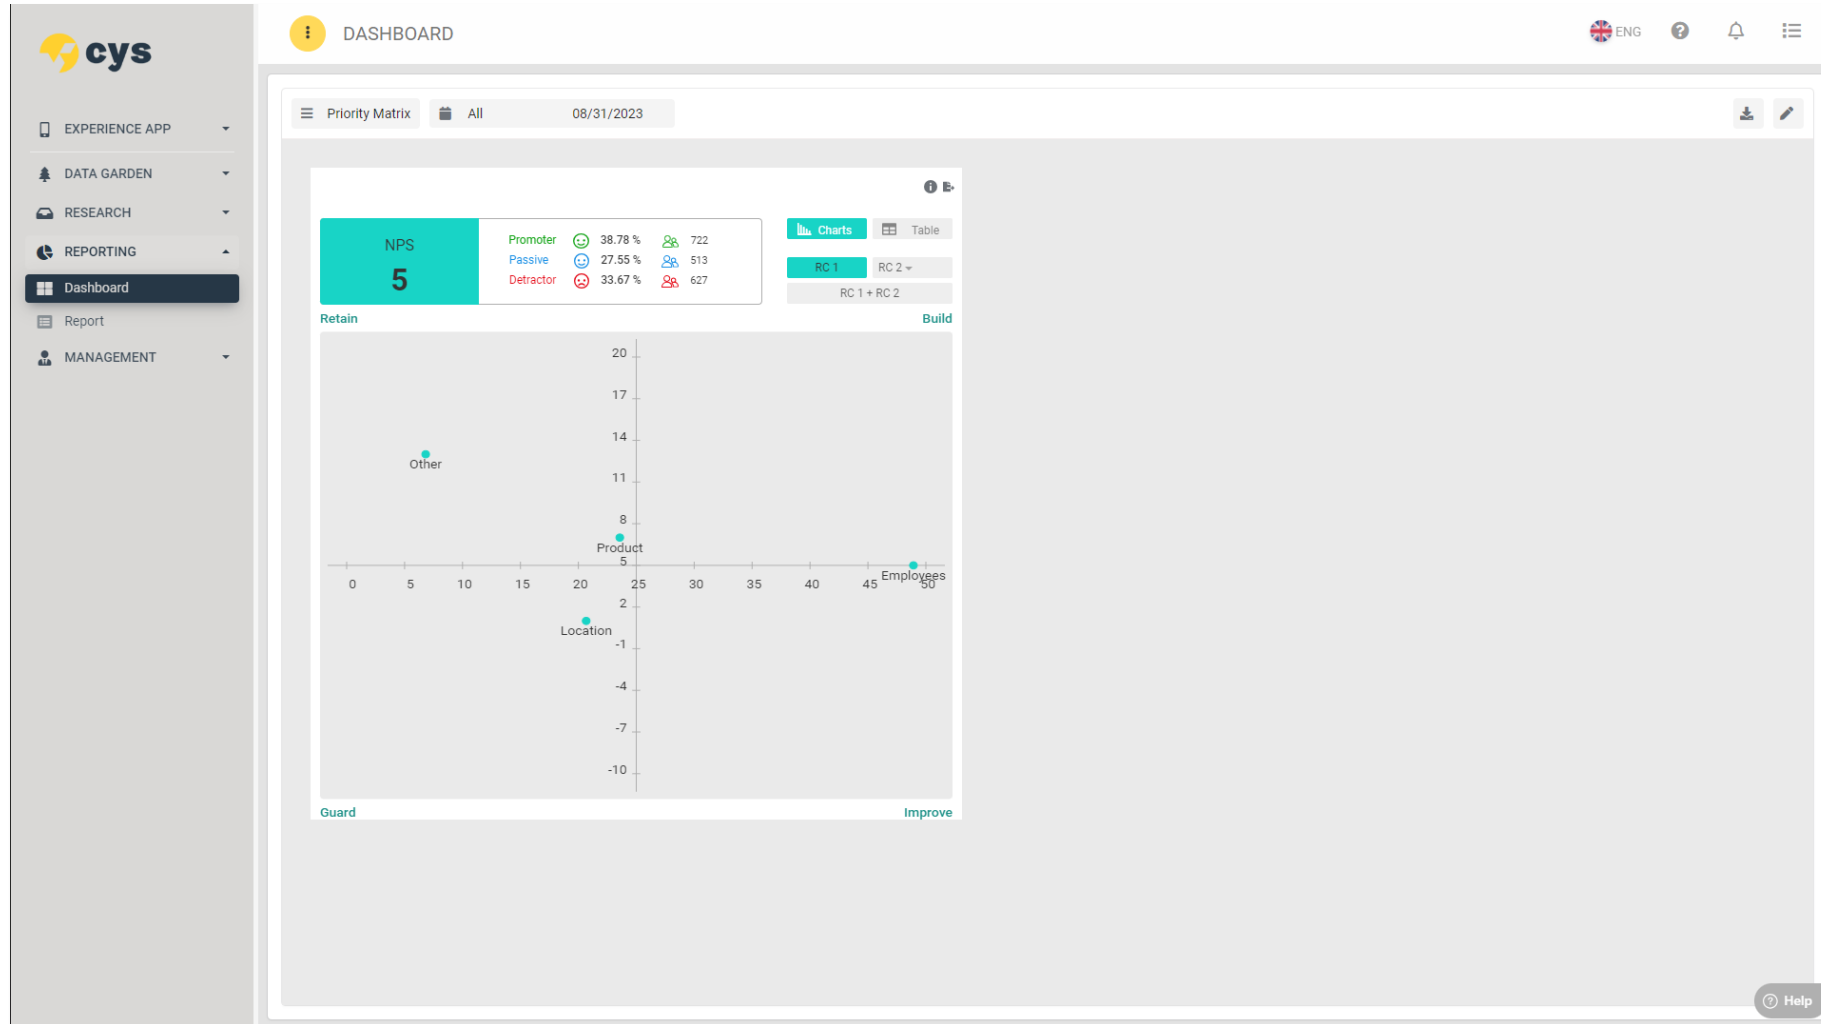 cys
DASHBOARD
ENG
EXPERIENCE APP
DATA GARDEN
RESEARCH
REPORTING
Dashboard
Report
MANAGEMENT
Priority Matrix
All
08/31/2023
NPS
5
Promoter 38.78 % 722
Passive 27.55 % 513
Detractor 33.67 % 627
Charts
Table
RC 1
RC 2
RC 1 + RC 2
Retain
Build
20
17
14
11
8
5
2
-1
-4
-7
-10
0 5 10 15 20 25 30 35 40 45 50
Other
Product
Employees
Location
Guard
Improve
Help